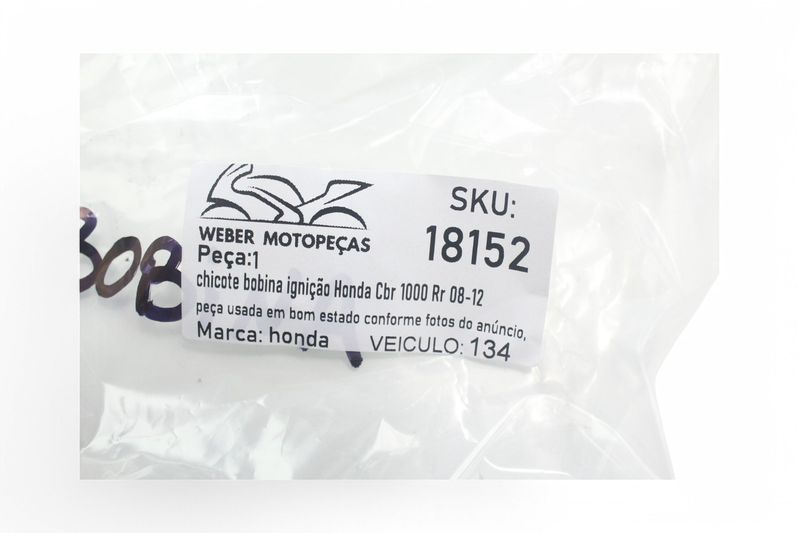 WEBER MOTOPEÇAS
SKU:
18152
Peça:1
chicote bobina ignição Honda Cbr 1000 Rr 08-12
peça usada em bom estado conforme fotos do anúncio,
Marca: honda
VEICULO: 134
BOB